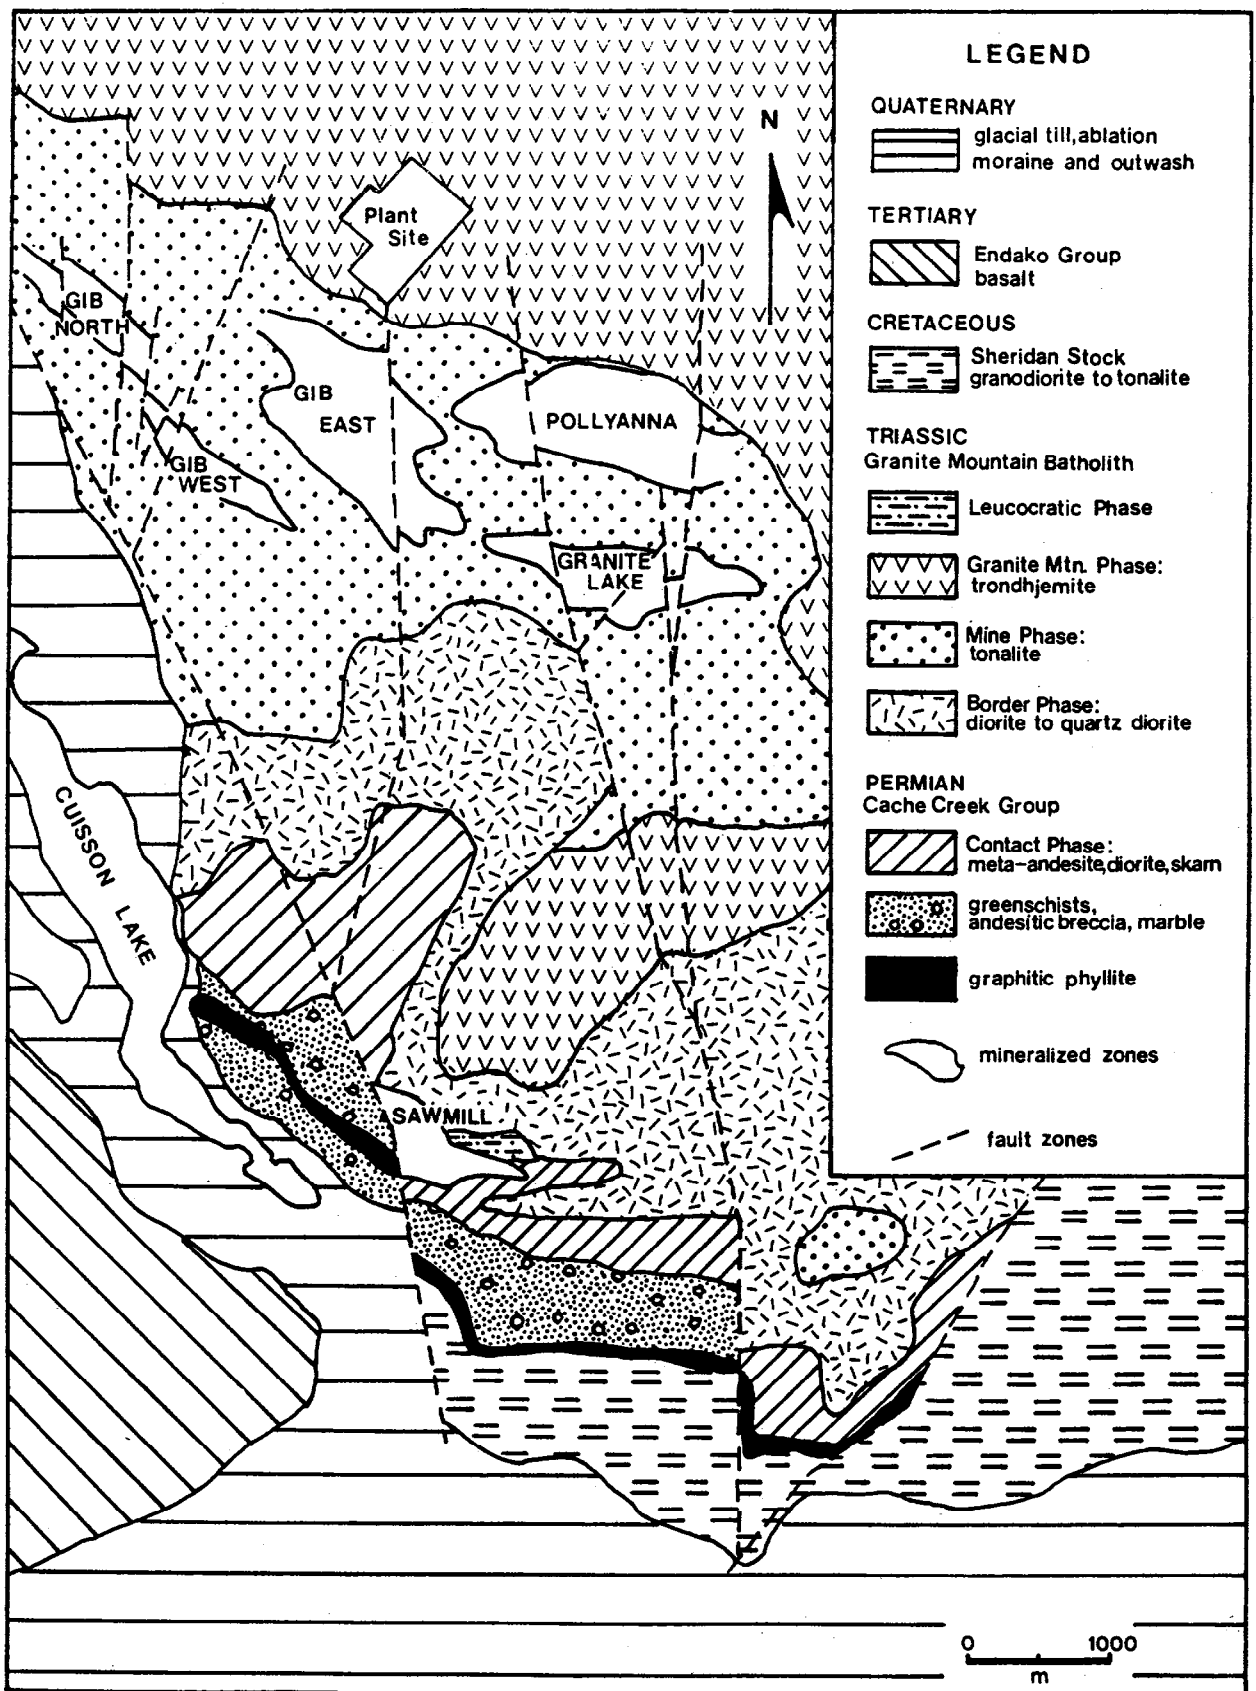 LEGEND
QUATERNARY
glacial till, ablation
moraine and outwash
TERTIARY
Endako Group
basalt
CRETACEOUS
Sheridan Stock
granodiorite to tonalite
TRIASSIC
Granite Mountain Batholith
Leucocratic Phase
Granite Mtn. Phase:
trondhjemite
Mine Phase:
tonalite
Border Phase:
diorite to quartz diorite
PERMIAN
Cache Creek Group
Contact Phase:
meta-andesite, diorite, skarn
greenschists,
andesitic breccia, marble
graphitic phyllite
mineralized zones
fault zones
N
Plant
Site
GIB
NORTH
GIB
EAST
POLLYANNA
GIB
WEST
GRANITE
LAKE
CUISSON LAKE
SAWMILL
0 1000
m